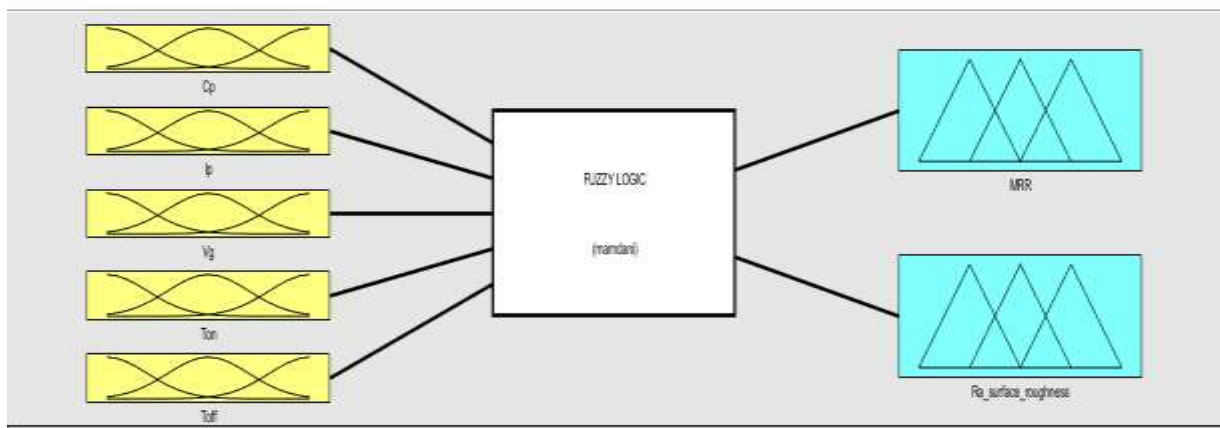 Cp
Ip
Vg
Ton
Toff
FUZZY LOGIC
(mamdani)
MRR
Ra_surface_roughness